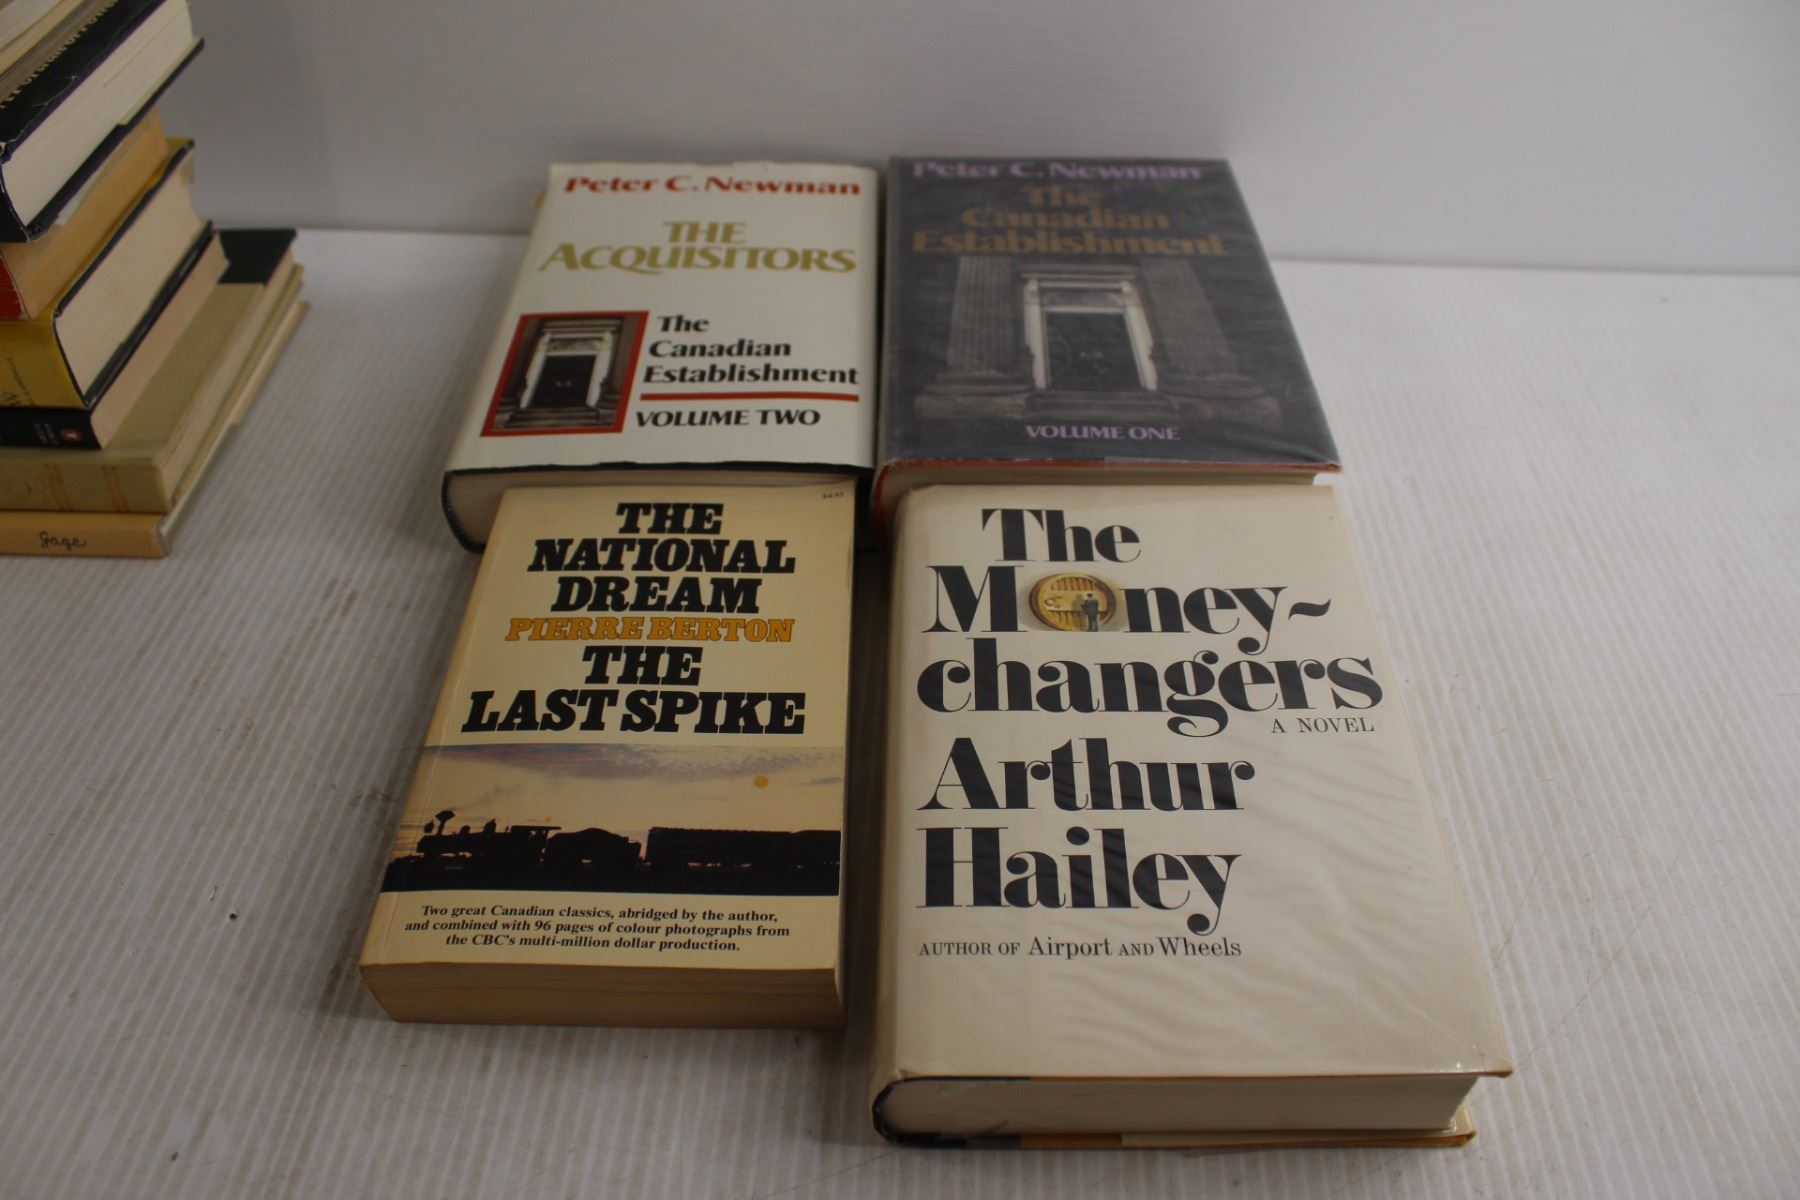 Peter C. Newman
THE
ACQUISITORS
The
Canadian
Establishment
VOLUME TWO
Peter C. Newman
The
Canadian
Establishment
VOLUME ONE
$4.95
THE
NATIONAL
DREAM
PIERRE BERTON
THE
LAST SPIKE
Two great Canadian classics, abridged by the author,
and combined with 96 pages of colour photographs from
the CBC's multi-million dollar production.
The
Money-
changers
A NOVEL
Arthur
Hailey
AUTHOR OF Airport AND Wheels
gage